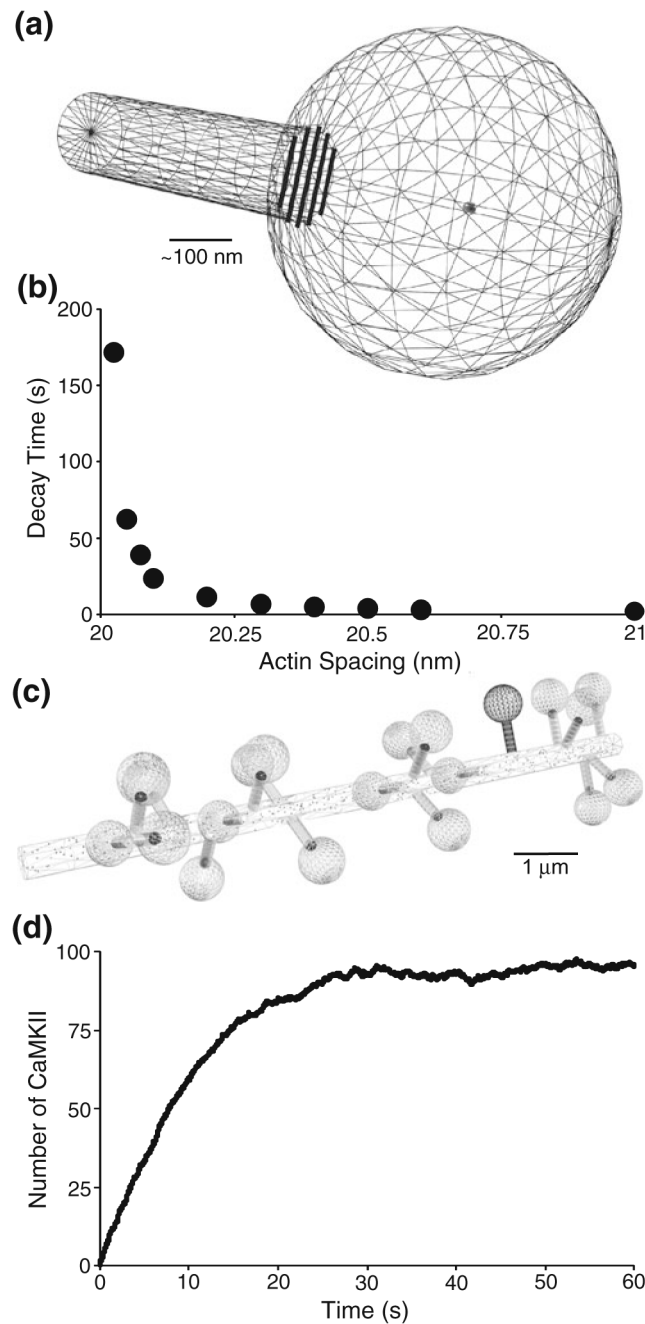 (a)
~100 nm
(b)
200
150
100
50
0
Decay Time (s)
20
20.25
20.5
20.75
21
Actin Spacing (nm)
(c)
1 μm
(d)
100
75
50
25
0
Number of CaMKII
0
10
20
30
40
50
60
Time (s)